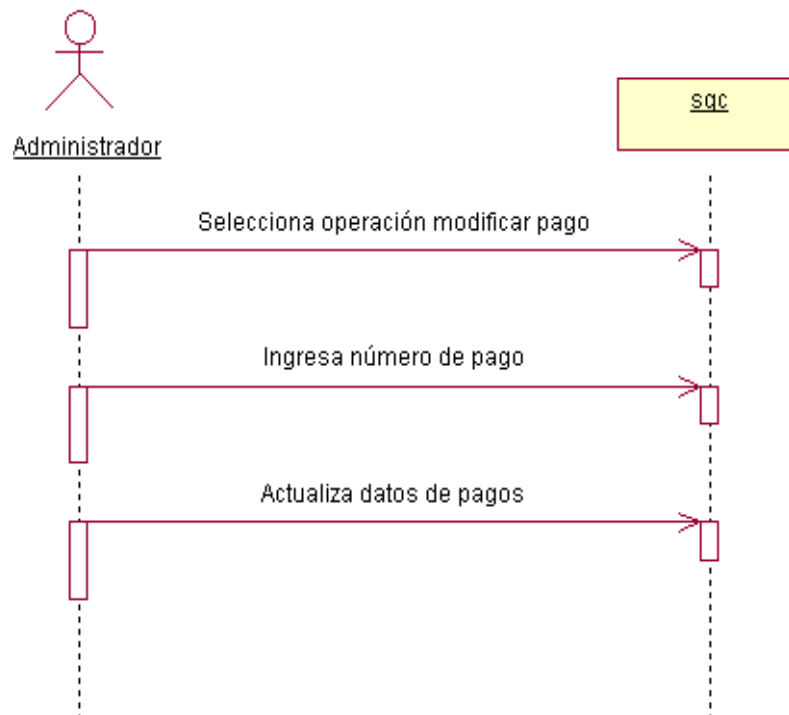 Administrador
sqc
Selecciona operación modificar pago
Ingresa número de pago
Actualiza datos de pagos